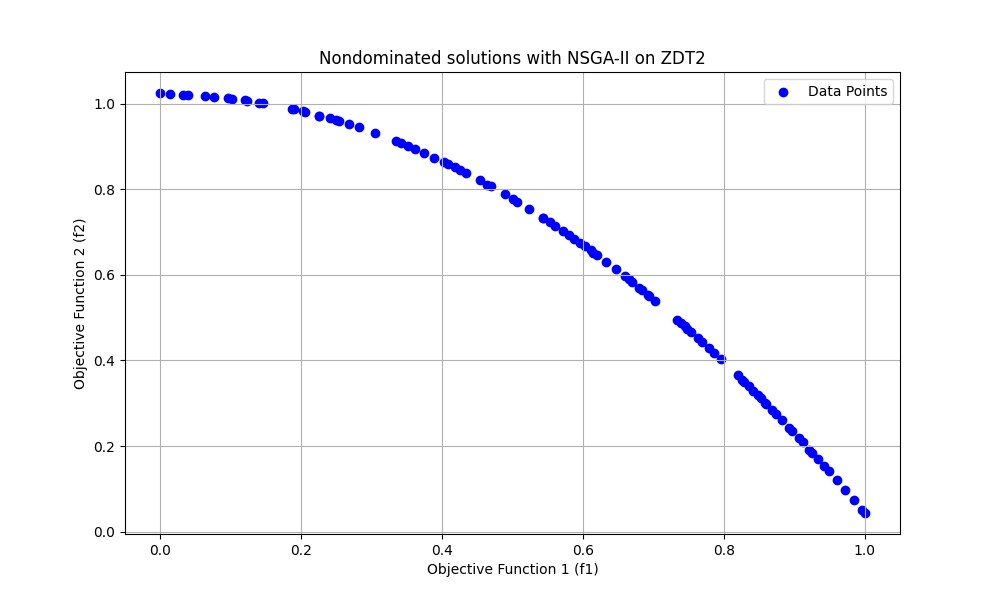 Nondominated solutions with NSGA-II on ZDT2
Data Points
Objective Function 2 (f2)
1.0
0.8
0.6
0.4
0.2
0.0
0.0 0.2 0.4 0.6 0.8 1.0
Objective Function 1 (f1)